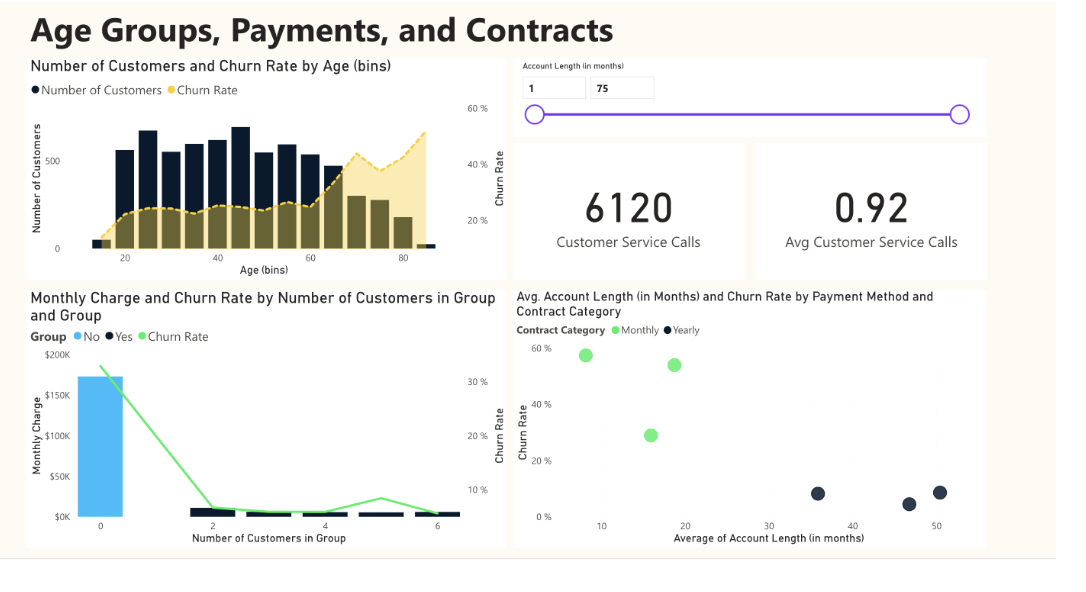 Age Groups, Payments, and Contracts
Number of Customers and Churn Rate by Age (bins)
Number of Customers Churn Rate
Number of Customers
500
0
60 %
40 %
20 %
Churn Rate
20 40 60 80
Age (bins)
Account Length (in months)
1 75
6120
Customer Service Calls
0.92
Avg Customer Service Calls
Monthly Charge and Churn Rate by Number of Customers in Group
and Group
Group No Yes Churn Rate
Monthly Charge
$200K
$150K
$100K
$50K
$0K
30 %
20 %
10 %
Churn Rate
0 2 4 6
Number of Customers in Group
Avg. Account Length (in Months) and Churn Rate by Payment Method and
Contract Category
Contract Category Monthly Yearly
Churn Rate
60 %
40 %
20 %
0 %
10 20 30 40 50
Average of Account Length (in months)